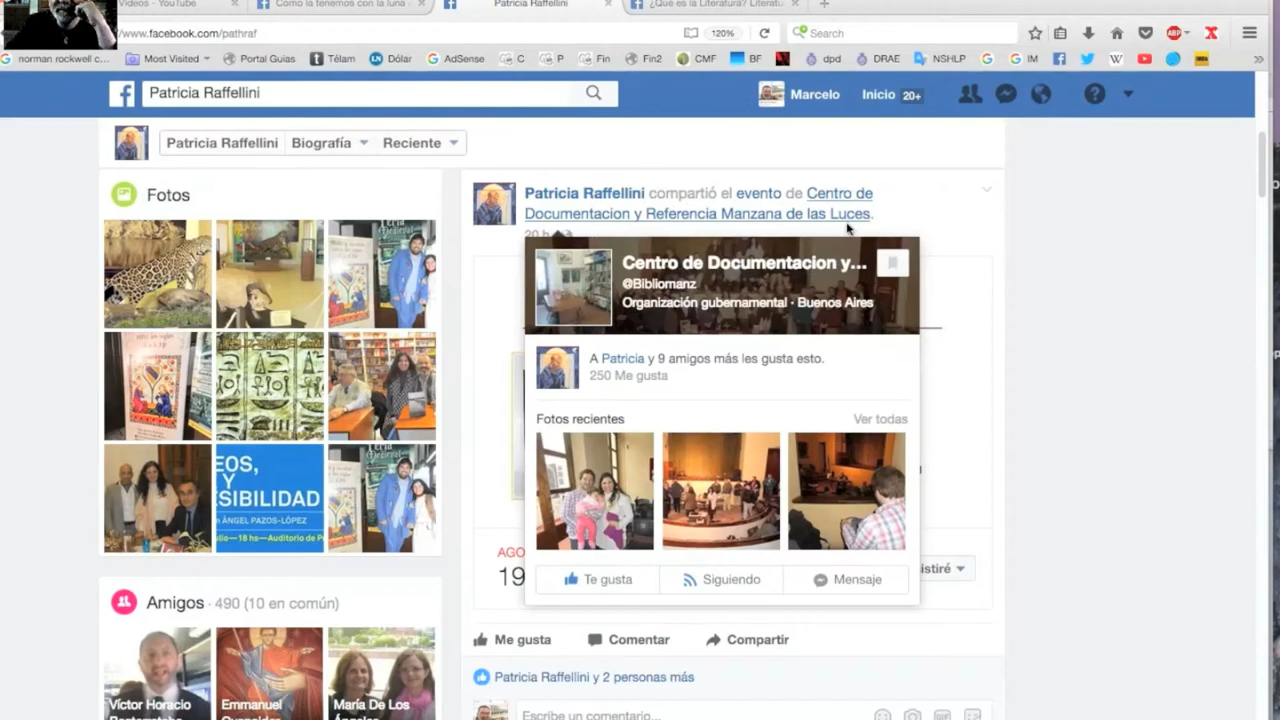 Videos - YouTube
Cómo la tenemos con la luna
Patricia Raffellini
¿Qué es la Literatura? Literatu
www.facebook.com/pathraf
120%
Search
norman rockwell c...
Most Visited
Portal Guias
Télam
Dólar
AdSense
C
P
Fin
Fin2
CMF
BF
dpd
DRAE
NSHLP
IM
Patricia Raffellini
Marcelo
Inicio 20+
Patricia Raffellini
Biografía
Reciente
Fotos
Patricia Raffellini compartió el evento de Centro de
Documentacion y Referencia Manzana de las Luces.
20 h
Centro de Documentacion y...
@Bibliomanz
Organización gubernamental · Buenos Aires
A Patricia y 9 amigos más les gusta esto.
250 Me gusta
Fotos recientes
Ver todas
EOS,
Y
ESIBILIDAD
ÁNGEL PAZOS-LÓPEZ
18 hs—Auditorio de
AGO
19
Te gusta
Siguiendo
Mensaje
istiré
Amigos · 490 (10 en común)
Víctor Horacio
Emmanuel
María De Los
Me gusta
Comentar
Compartir
Patricia Raffellini y 2 personas más
Escribe un comentario...